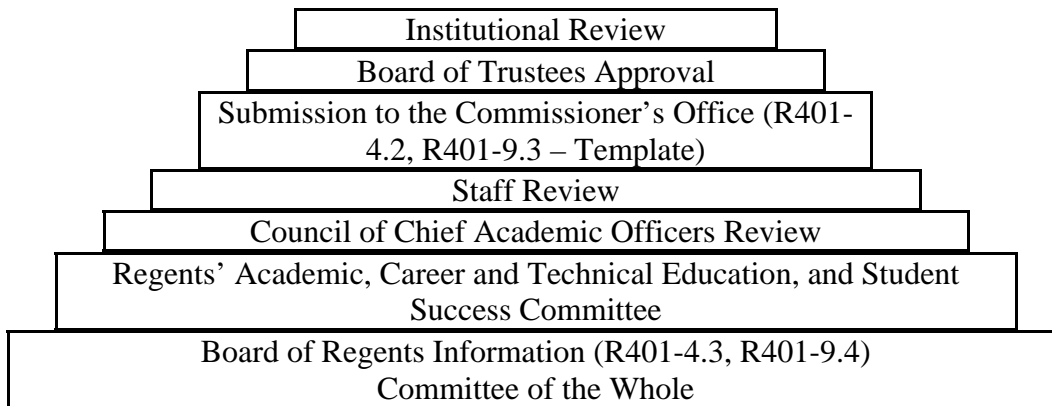 Institutional Review
Board of Trustees Approval
Submission to the Commissioner’s Office (R401-
4.2, R401-9.3 – Template)
Staff Review
Council of Chief Academic Officers Review
Regents’ Academic, Career and Technical Education, and Student
Success Committee
Board of Regents Information (R401-4.3, R401-9.4)
Committee of the Whole